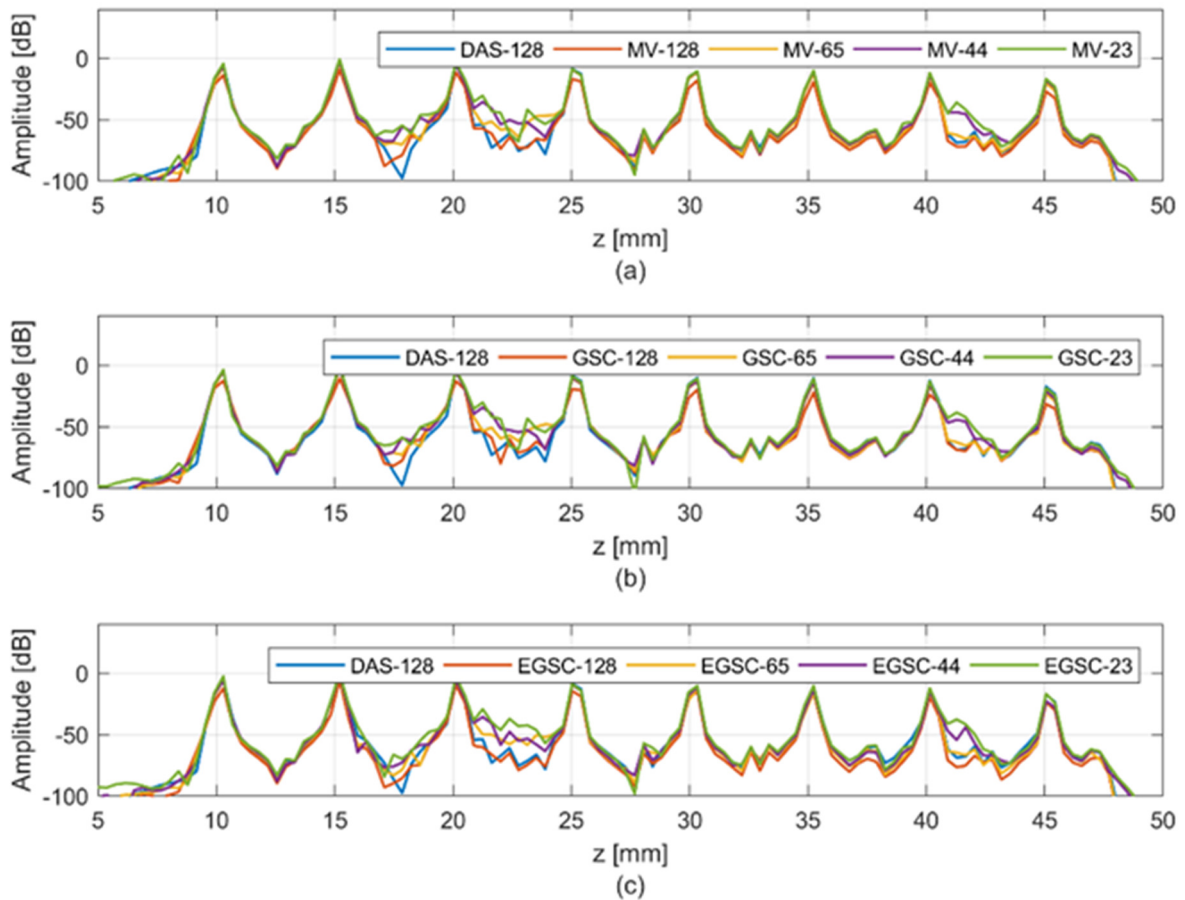 Amplitude [dB]
0
-50
-100
DAS-128 MV-128 MV-65 MV-44 MV-23
5 10 15 20 25 30 35 40 45 50
z [mm]
(a)
Amplitude [dB]
0
-50
-100
DAS-128 GSC-128 GSC-65 GSC-44 GSC-23
5 10 15 20 25 30 35 40 45 50
z [mm]
(b)
Amplitude [dB]
0
-50
-100
DAS-128 EGSC-128 EGSC-65 EGSC-44 EGSC-23
5 10 15 20 25 30 35 40 45 50
z [mm]
(c)